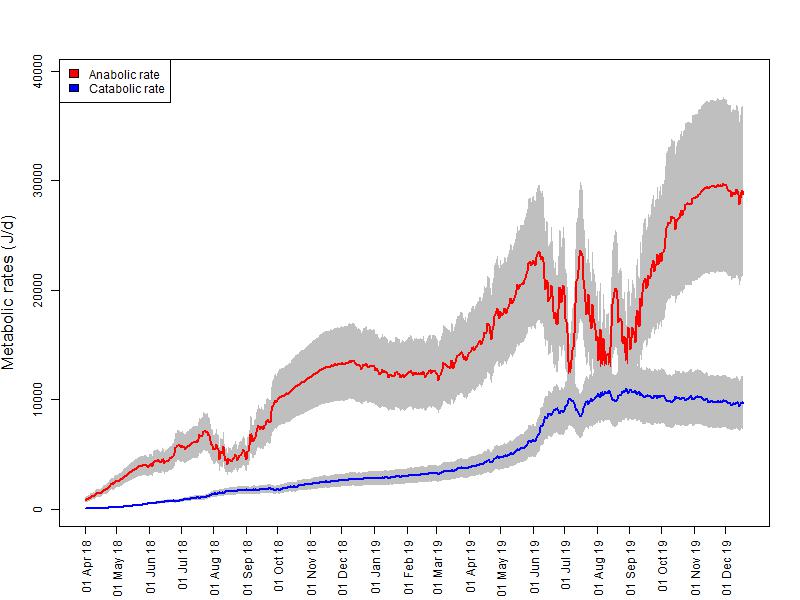 Anabolic rate
Catabolic rate
Metabolic rates (J/d)
40000
30000
20000
10000
0
01 Apr 18
01 May 18
01 Jun 18
01 Jul 18
01 Aug 18
01 Sep 18
01 Oct 18
01 Nov 18
01 Dec 18
01 Jan 19
01 Feb 19
01 Mar 19
01 Apr 19
01 May 19
01 Jun 19
01 Jul 19
01 Aug 19
01 Sep 19
01 Oct 19
01 Nov 19
01 Dec 19